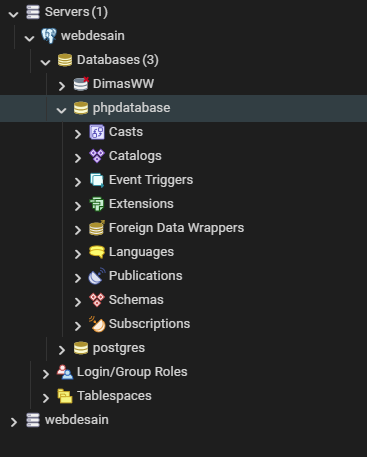 Servers (1)
webdesain
Databases (3)
DimasWW
phpdatabase
Casts
Catalogs
Event Triggers
Extensions
Foreign Data Wrappers
Languages
Publications
Schemas
Subscriptions
postgres
Login/Group Roles
Tablespaces
webdesain